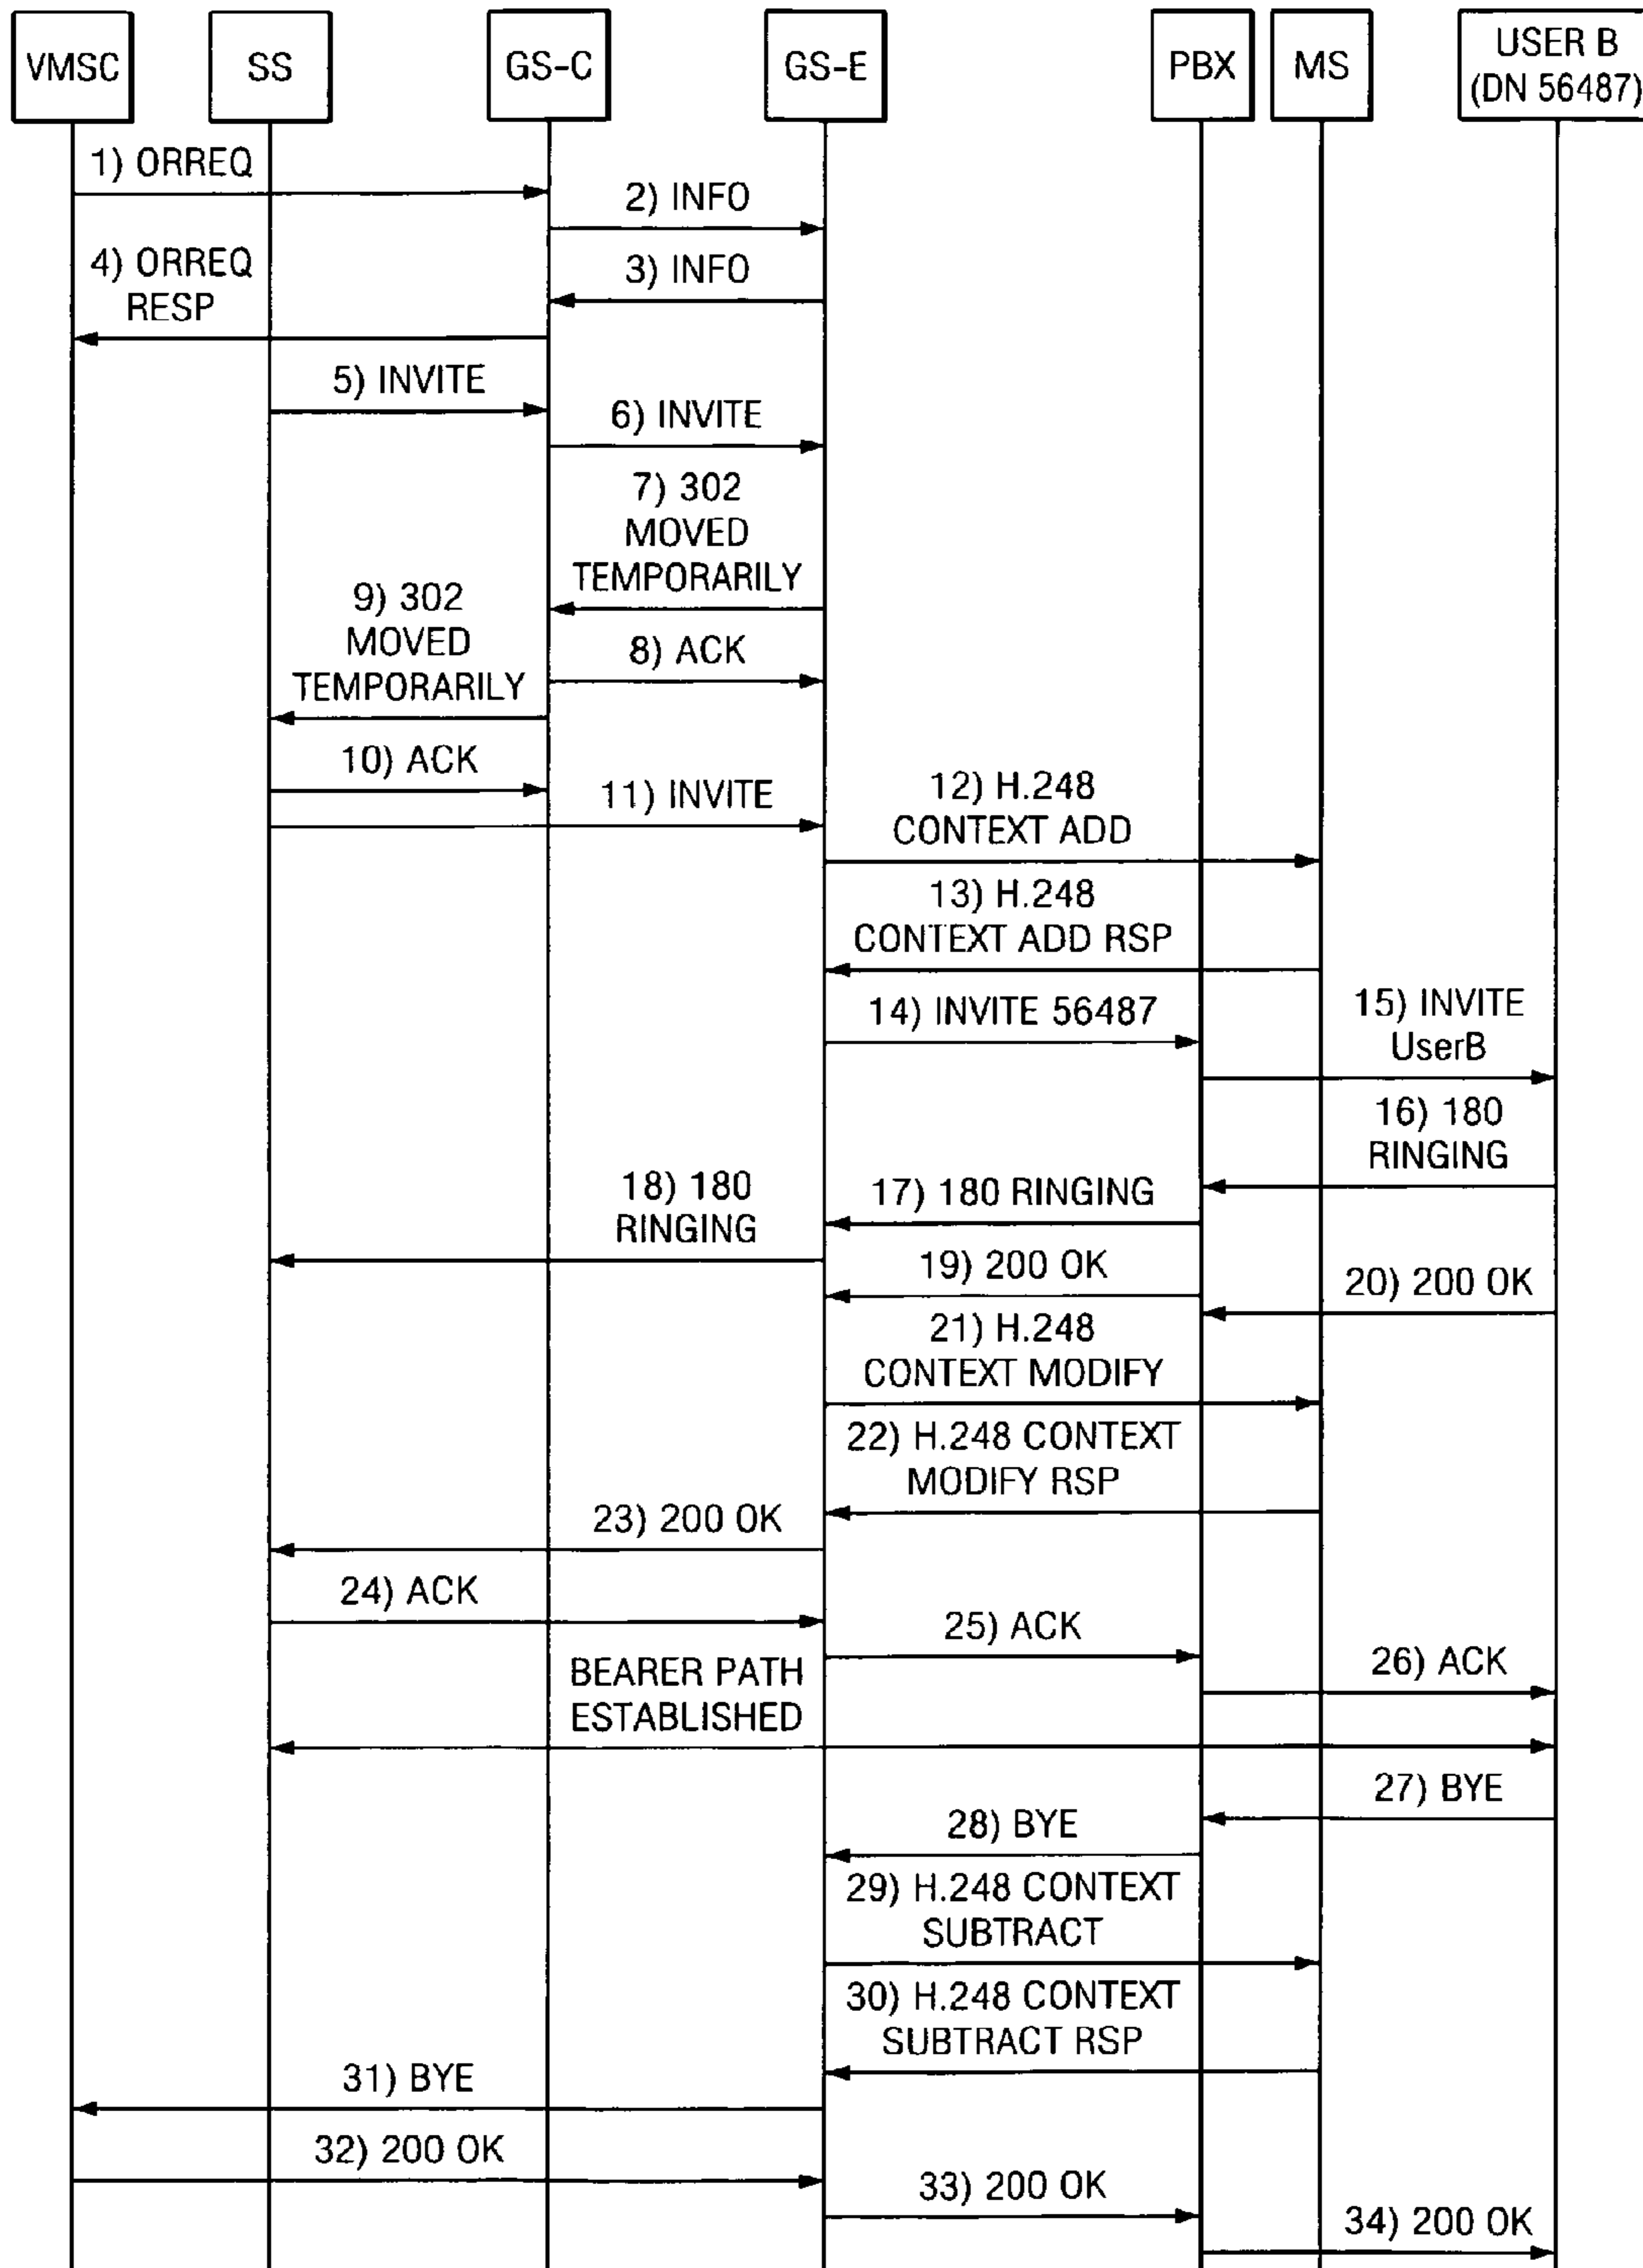 VMSC
SS
GS-C
GS-E
PBX
MS
USER B
(DN 56487)
1) ORREQ
2) INFO
4) ORREQ
RESP
3) INFO
5) INVITE
6) INVITE
7) 302
MOVED
TEMPORARILY
9) 302
MOVED
TEMPORARILY
8) ACK
10) ACK
11) INVITE
12) H.248
CONTEXT ADD
13) H.248
CONTEXT ADD RSP
14) INVITE 56487
15) INVITE
UserB
16) 180
RINGING
18) 180
RINGING
17) 180 RINGING
19) 200 OK
20) 200 OK
21) H.248
CONTEXT MODIFY
22) H.248 CONTEXT
MODIFY RSP
23) 200 OK
24) ACK
25) ACK
BEARER PATH
ESTABLISHED
26) ACK
27) BYE
28) BYE
29) H.248 CONTEXT
SUBTRACT
30) H.248 CONTEXT
SUBTRACT RSP
31) BYE
32) 200 OK
33) 200 OK
34) 200 OK